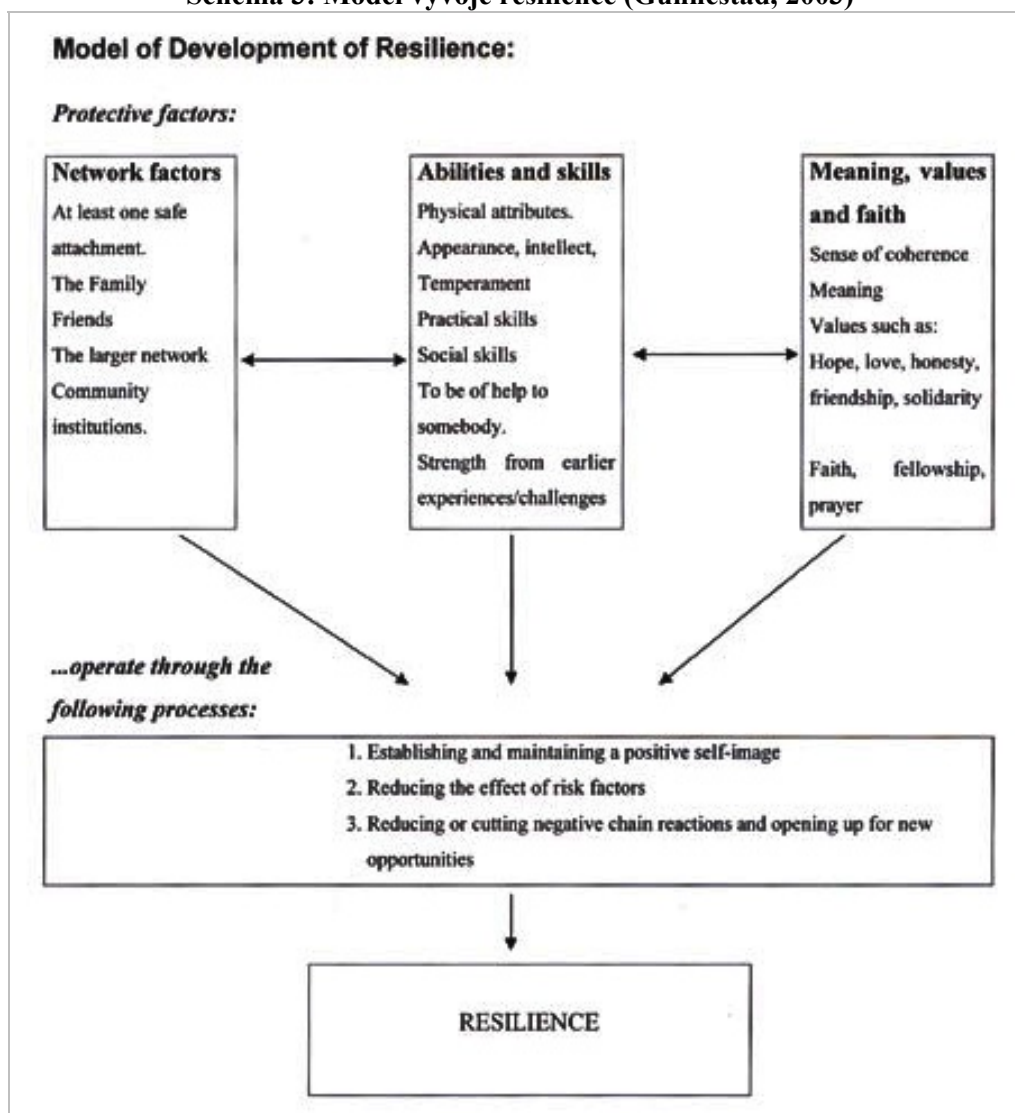 Model vývoje resilience (Gunnestad,
Model of Development of Resilience:
Protective factors:
Network factors
At least one safe
attachment.
The Family
Friends
The larger network
Community
institutions.
Abilities and skills
Physical attributes.
Appearance, intellect,
Temperament
Practical skills
Social skills
To be of help to
somebody.
Strength from earlier
experiences/challenges
Meaning, values
and faith
Sense of coherence
Meaning
Values such as:
Hope, love, honesty,
friendship, solidarity
Faith, fellowship,
prayer
...operate through the
following processes:
1. Establishing and maintaining a positive self-image
2. Reducing the effect of risk factors
3. Reducing or cutting negative chain reactions and opening up for new
opportunities
RESILIENCE